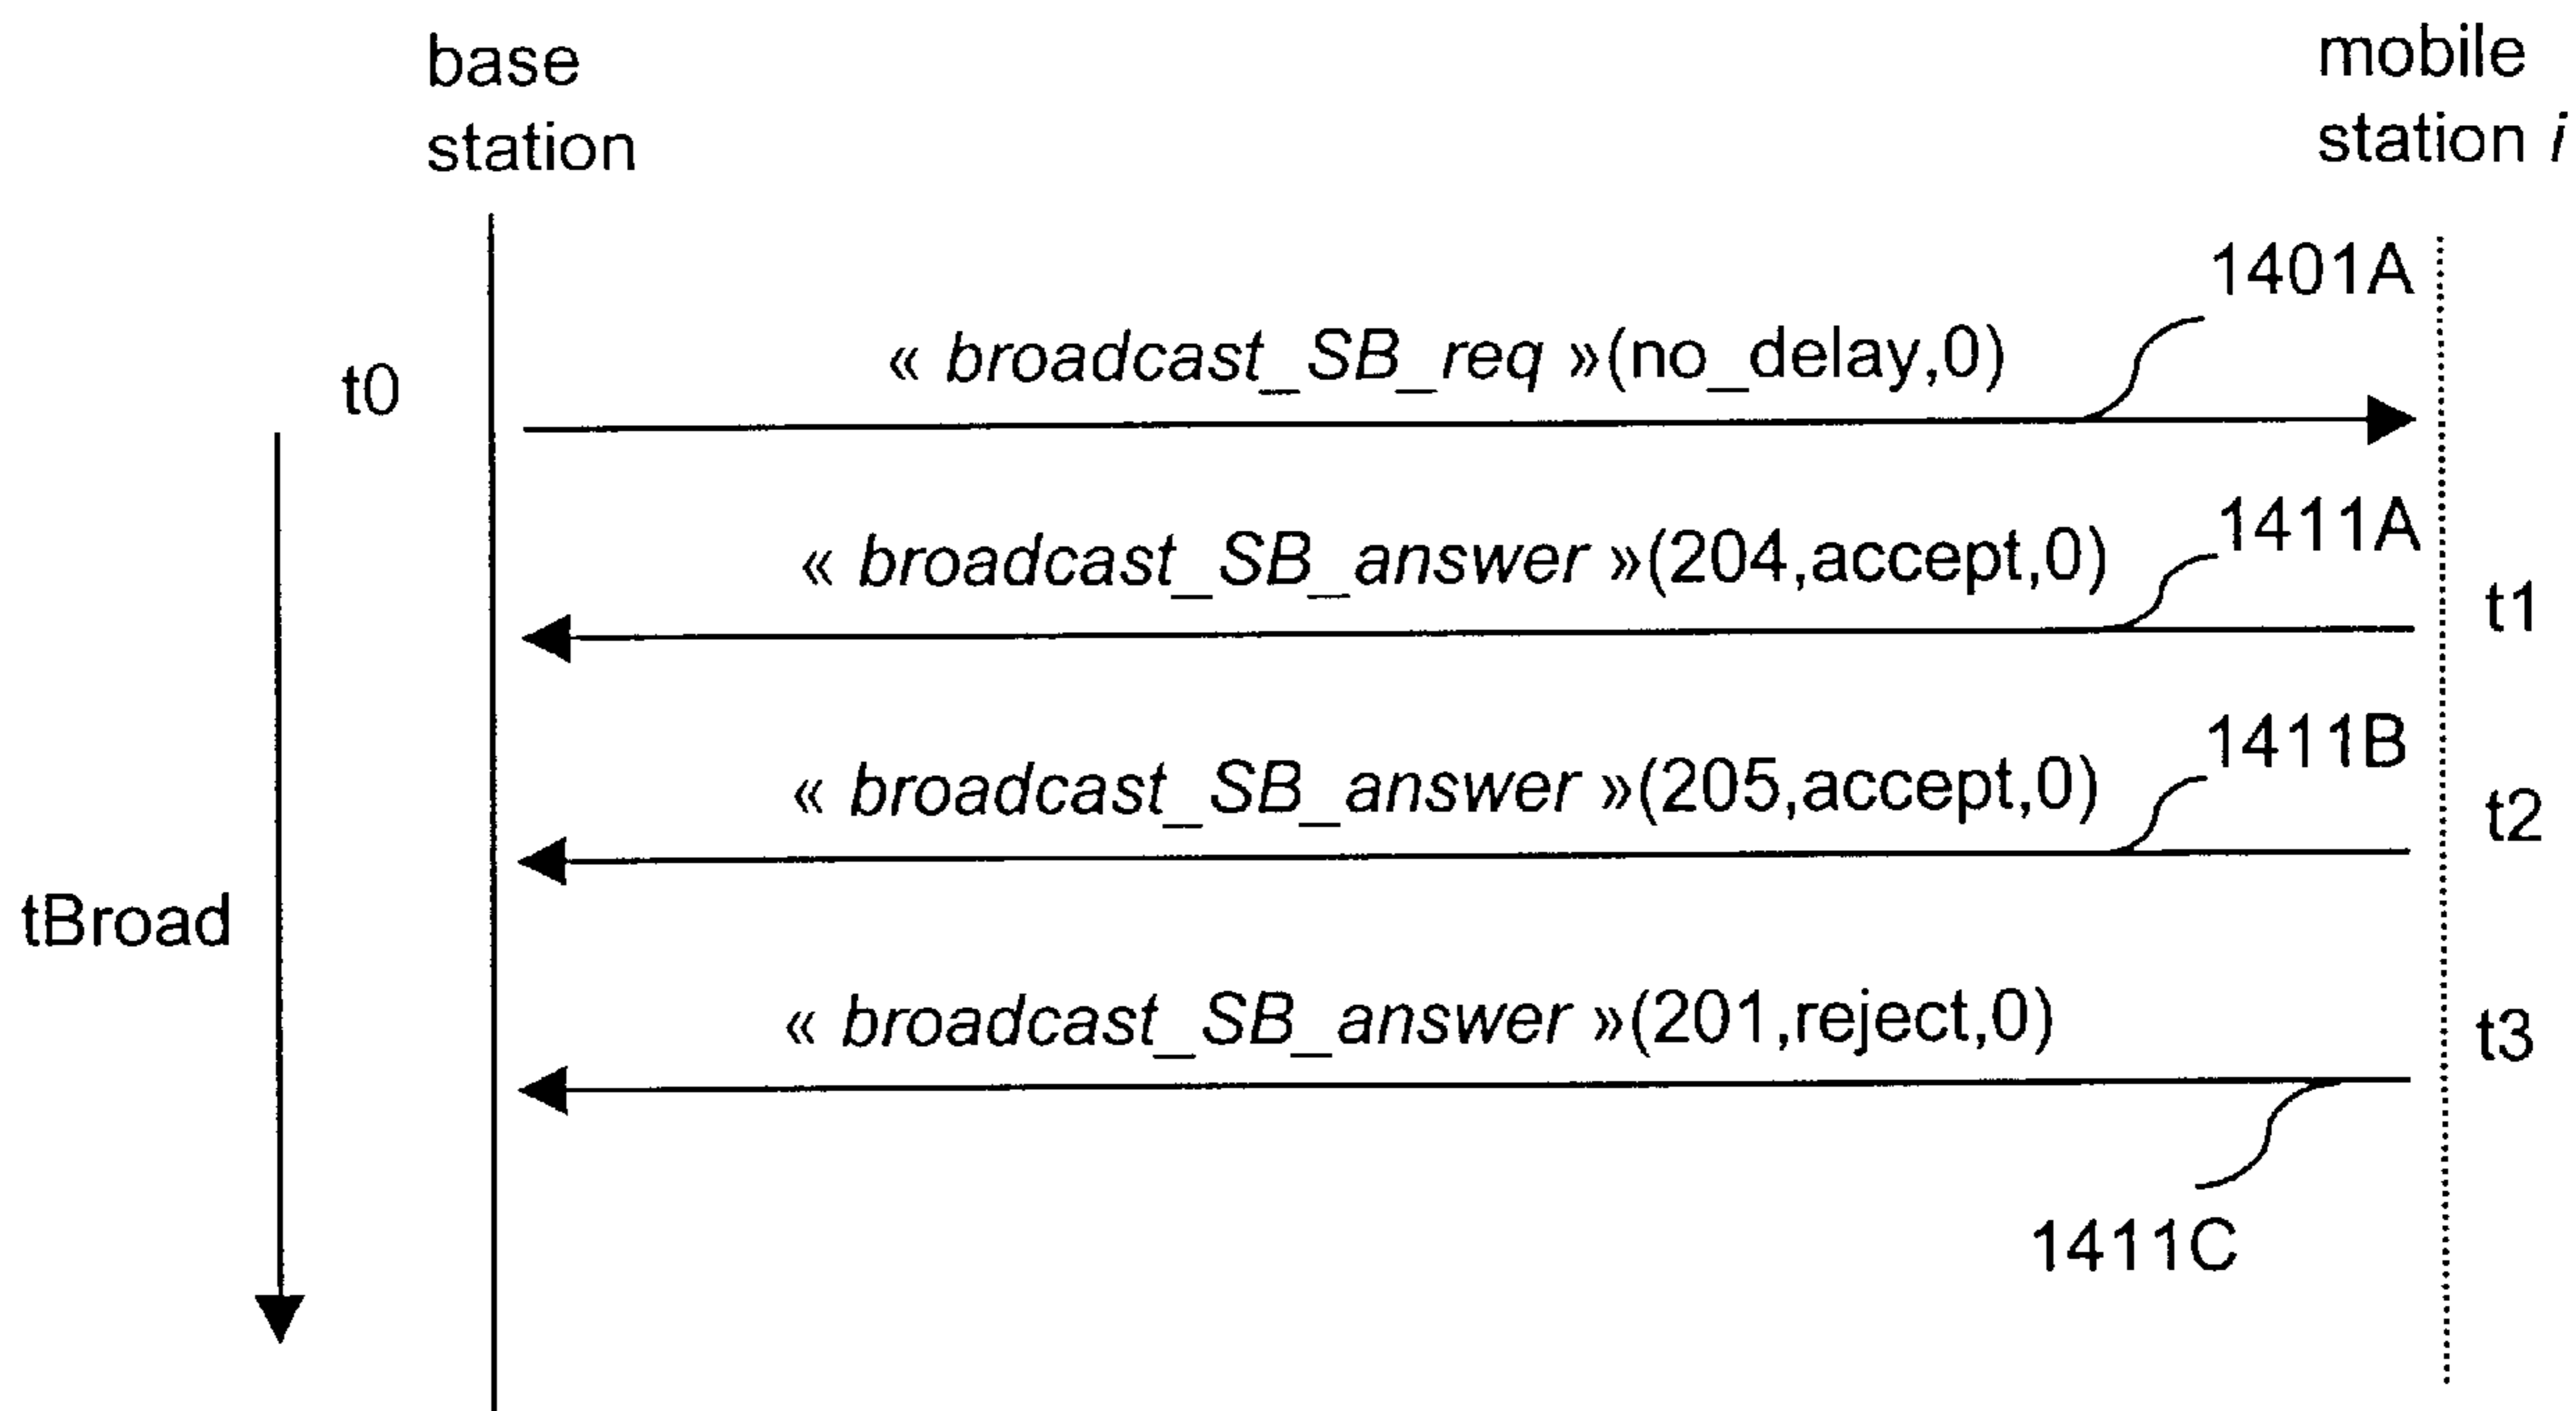 base
station
mobile
station i
1401A
« broadcast_SB_req »(no_delay,0)
t0
1411A
« broadcast_SB_answer »(204,accept,0)
t1
1411B
« broadcast_SB_answer »(205,accept,0)
t2
tBroad
« broadcast_SB_answer »(201,reject,0)
t3
1411C